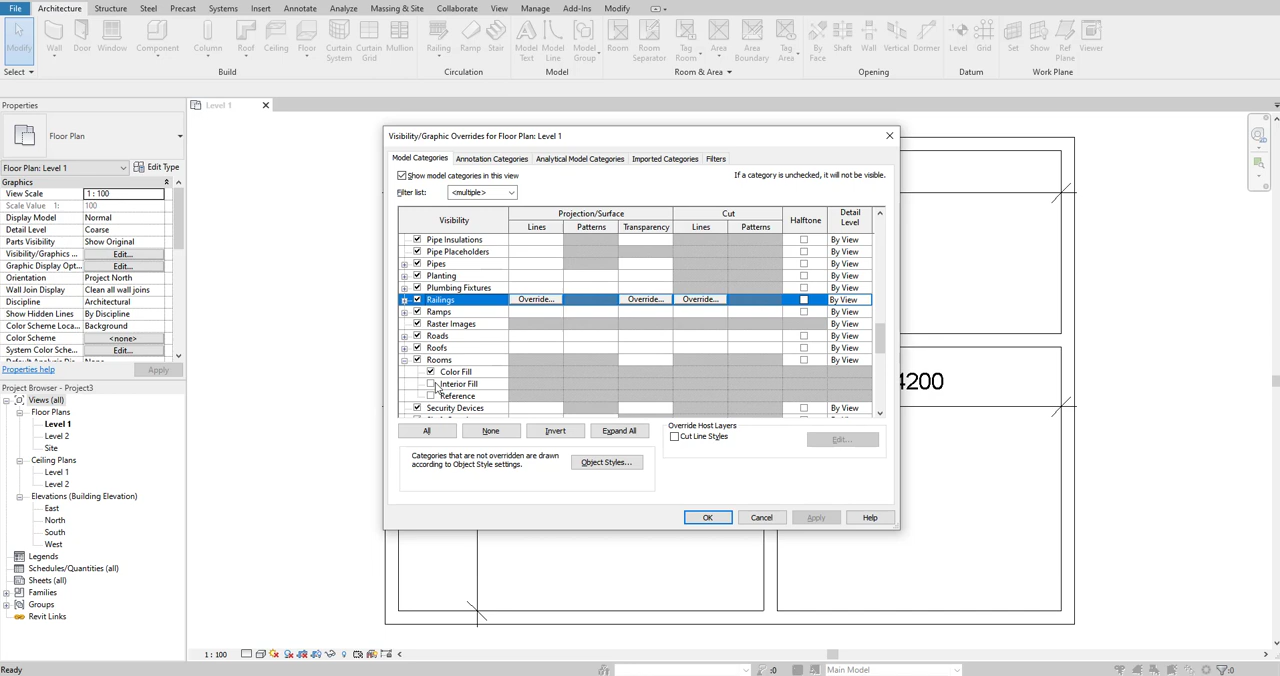 File Architecture Structure Steel Precast Systems Insert Annotate Analyze Massing & Site Collaborate View Manage Add-Ins Modify
Modify Wall Door Window Component Column Roof Ceiling Floor Curtain System Curtain Grid Mullion Railing Ramp Stair Model Text Model Line Model Group Room Room Separator Tag Room Area Area Boundary Tag Area By Face Shaft Wall Vertical Dormer Level Grid Set Show Ref Plane Viewer
Select Build Circulation Model Room & Area Opening Datum Work Plane
Properties
Level 1
Floor Plan
Floor Plan: Level 1 Edit Type
Graphics
View Scale 1 : 100
Scale Value 1: 100
Display Model Normal
Detail Level Coarse
Parts Visibility Show Original
Visibility/Graphics ... Edit...
Graphic Display Opt... Edit...
Orientation Project North
Wall Join Display Clean all wall joins
Discipline Architectural
Show Hidden Lines By Discipline
Color Scheme Locat... Background
Color Scheme <none>
System Color Sche... Edit...
Properties help Apply
Project Browser - Project3
Views (all)
Floor Plans
Level 1
Level 2
Site
Ceiling Plans
Level 1
Level 2
Elevations (Building Elevation)
East
North
South
West
Legends
Schedules/Quantities (all)
Sheets (all)
Families
Groups
Revit Links
Visibility/Graphic Overrides for Floor Plan: Level 1
Model Categories Annotation Categories Analytical Model Categories Imported Categories Filters
Show model categories in this view If a category is unchecked, it will not be visible.
Filter list: <multiple>
Visibility Projection/Surface Cut Halftone Detail Level
Lines Patterns Transparency Lines Patterns
Pipe Insulations By View
Pipe Placeholders By View
Pipes By View
Planting By View
Plumbing Fixtures By View
Railings Override... Override... Override... By View
Ramps By View
Raster Images By View
Roads By View
Roofs By View
Rooms By View
Color Fill
Interior Fill
Reference
Security Devices By View
All None Invert Expand All
Override Host Layers
Cut Line Styles Edit...
Categories that are not overridden are drawn
according to Object Style settings.
Object Styles...
OK Cancel Apply Help
4200
1 : 100
Ready :0 Main Model :0